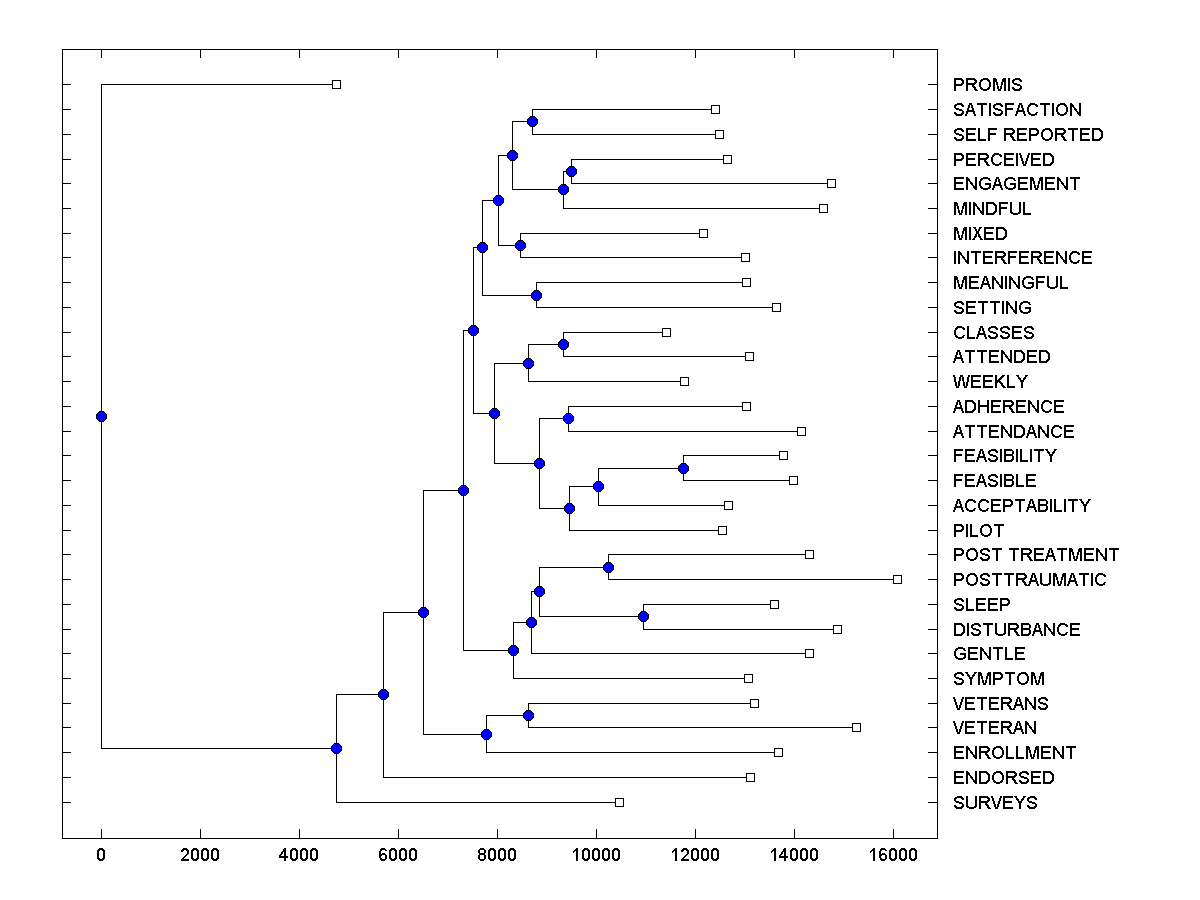 PROMIS
SATISFACTION
SELF REPORTED
PERCEIVED
ENGAGEMENT
MINDFUL
MIXED
INTERFERENCE
MEANINGFUL
SETTING
CLASSES
ATTENDED
WEEKLY
ADHERENCE
ATTENDANCE
FEASIBILITY
FEASIBLE
ACCEPTABILITY
PILOT
POST TREATMENT
POSTTRAUMATIC
SLEEP
DISTURBANCE
GENTLE
SYMPTOM
VETERANS
VETERAN
ENROLLMENT
ENDORSED
SURVEYS
0 2000 4000 6000 8000 10000 12000 14000 16000